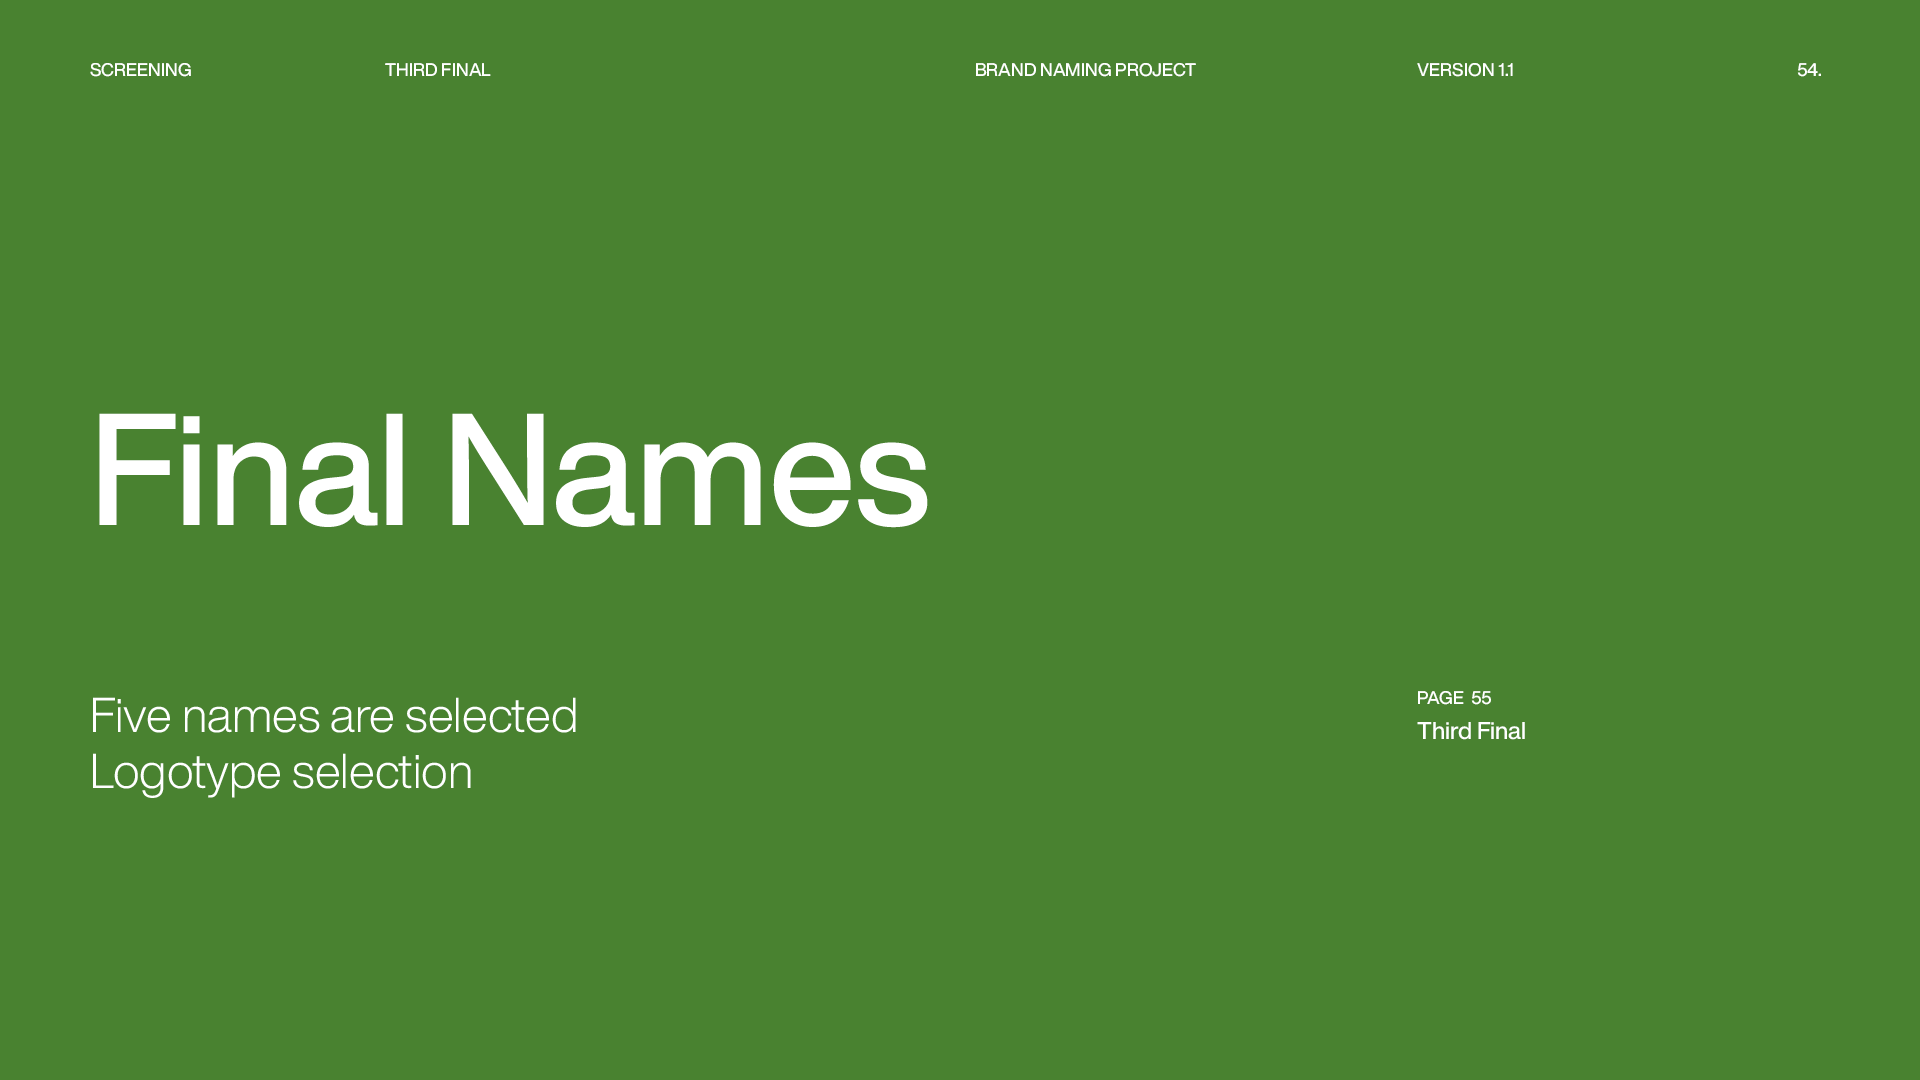 SCREENING
THIRD FINAL
BRAND NAMING PROJECT
VERSION 1.1
54.
Final Names
Five names are selected
Logotype selection
PAGE 55
Third Final